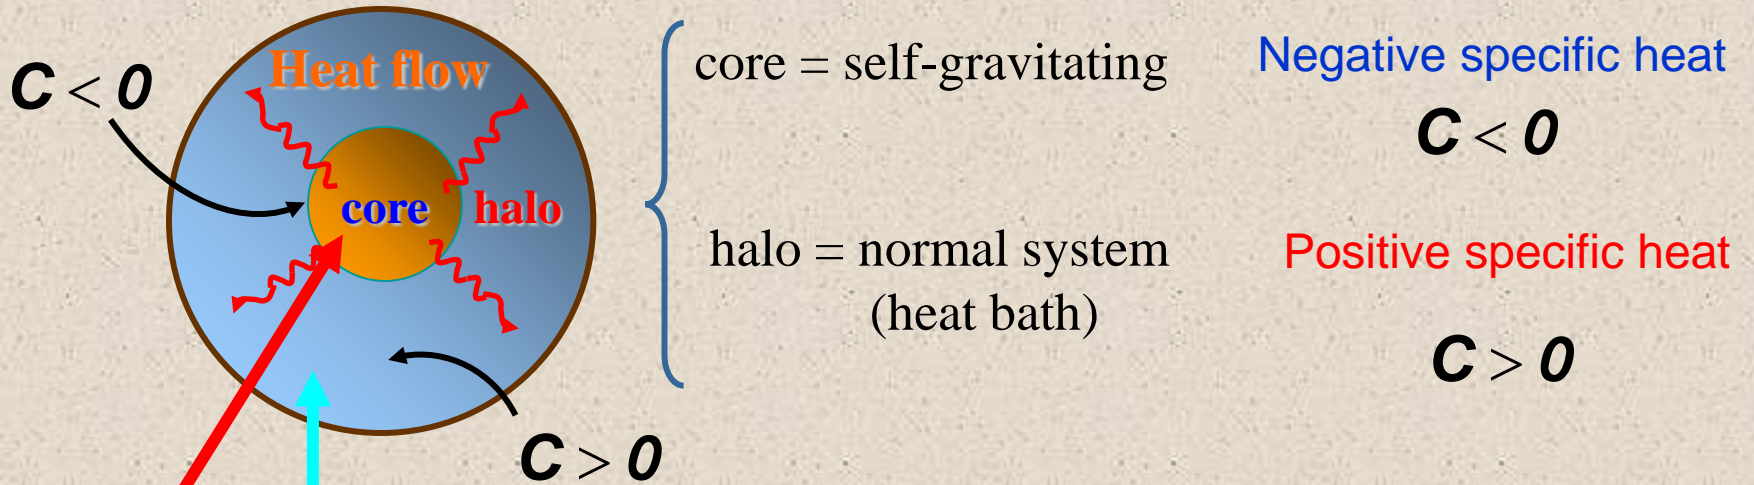 Heat flow
C < 0
core
halo
C > 0
core = self-gravitating
Negative specific heat
C < 0
halo = normal system
(heat bath)
Positive specific heat
C > 0